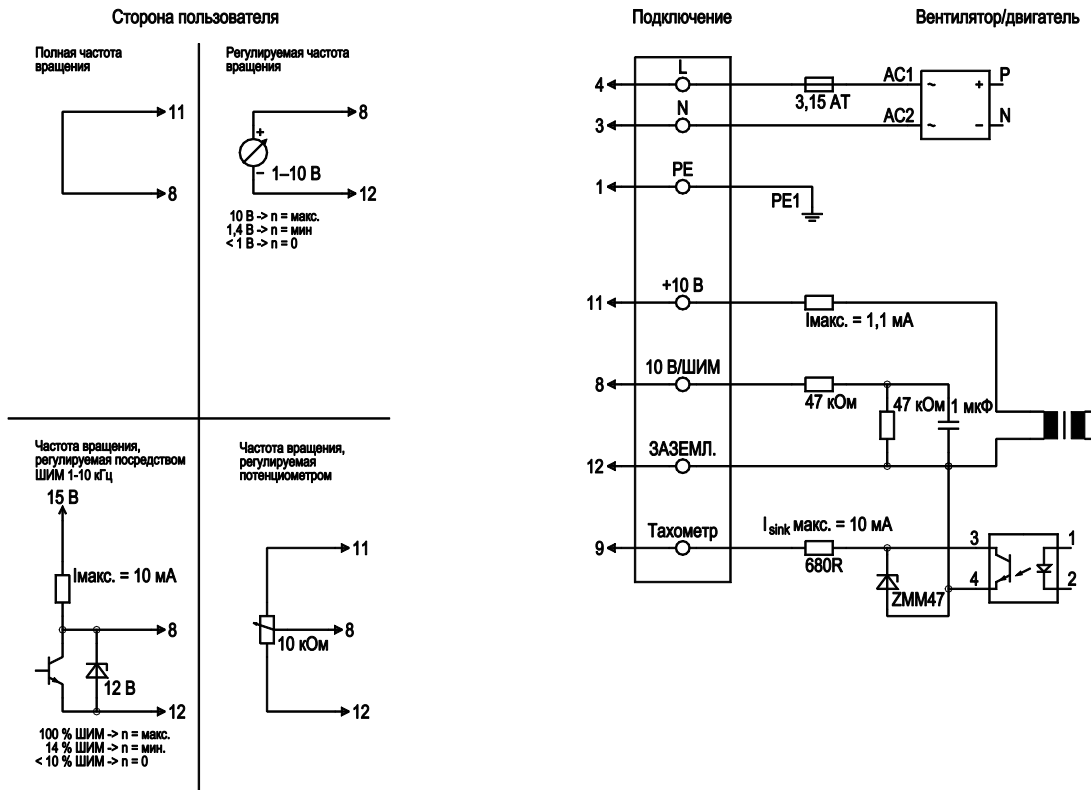 Сторона пользователя
Полная частота
вращения
11
8
Регулируемая частота
вращения
8
+
−
1–10 В
12
10 В -> n = макс.
1,4 В -> n = мин
< 1 В -> n = 0
Частота вращения,
регулируемая посредством
ШИМ 1-10 кГц
15 В
Iмакс. = 10 мА
8
12 В
12
100 % ШИМ -> n = макс.
14 % ШИМ -> n = мин.
< 10 % ШИМ -> n = 0
Частота вращения,
регулируемая
потенциометром
11
8
10 кОм
12
Подключение
Вентилятор/двигатель
4
L
3,15 АТ
AC1
~
+
P
3
N
AC2
~
−
N
1
PE
PE1
11
+10 В
Iмакс. = 1,1 мА
8
10 В/ШИМ
47 кОм
47 кОм
1 мкФ
12
ЗАЗЕМЛ.
9
Тахометр
Isink макс. = 10 мА
680R
ZMM47
3
4
1
2